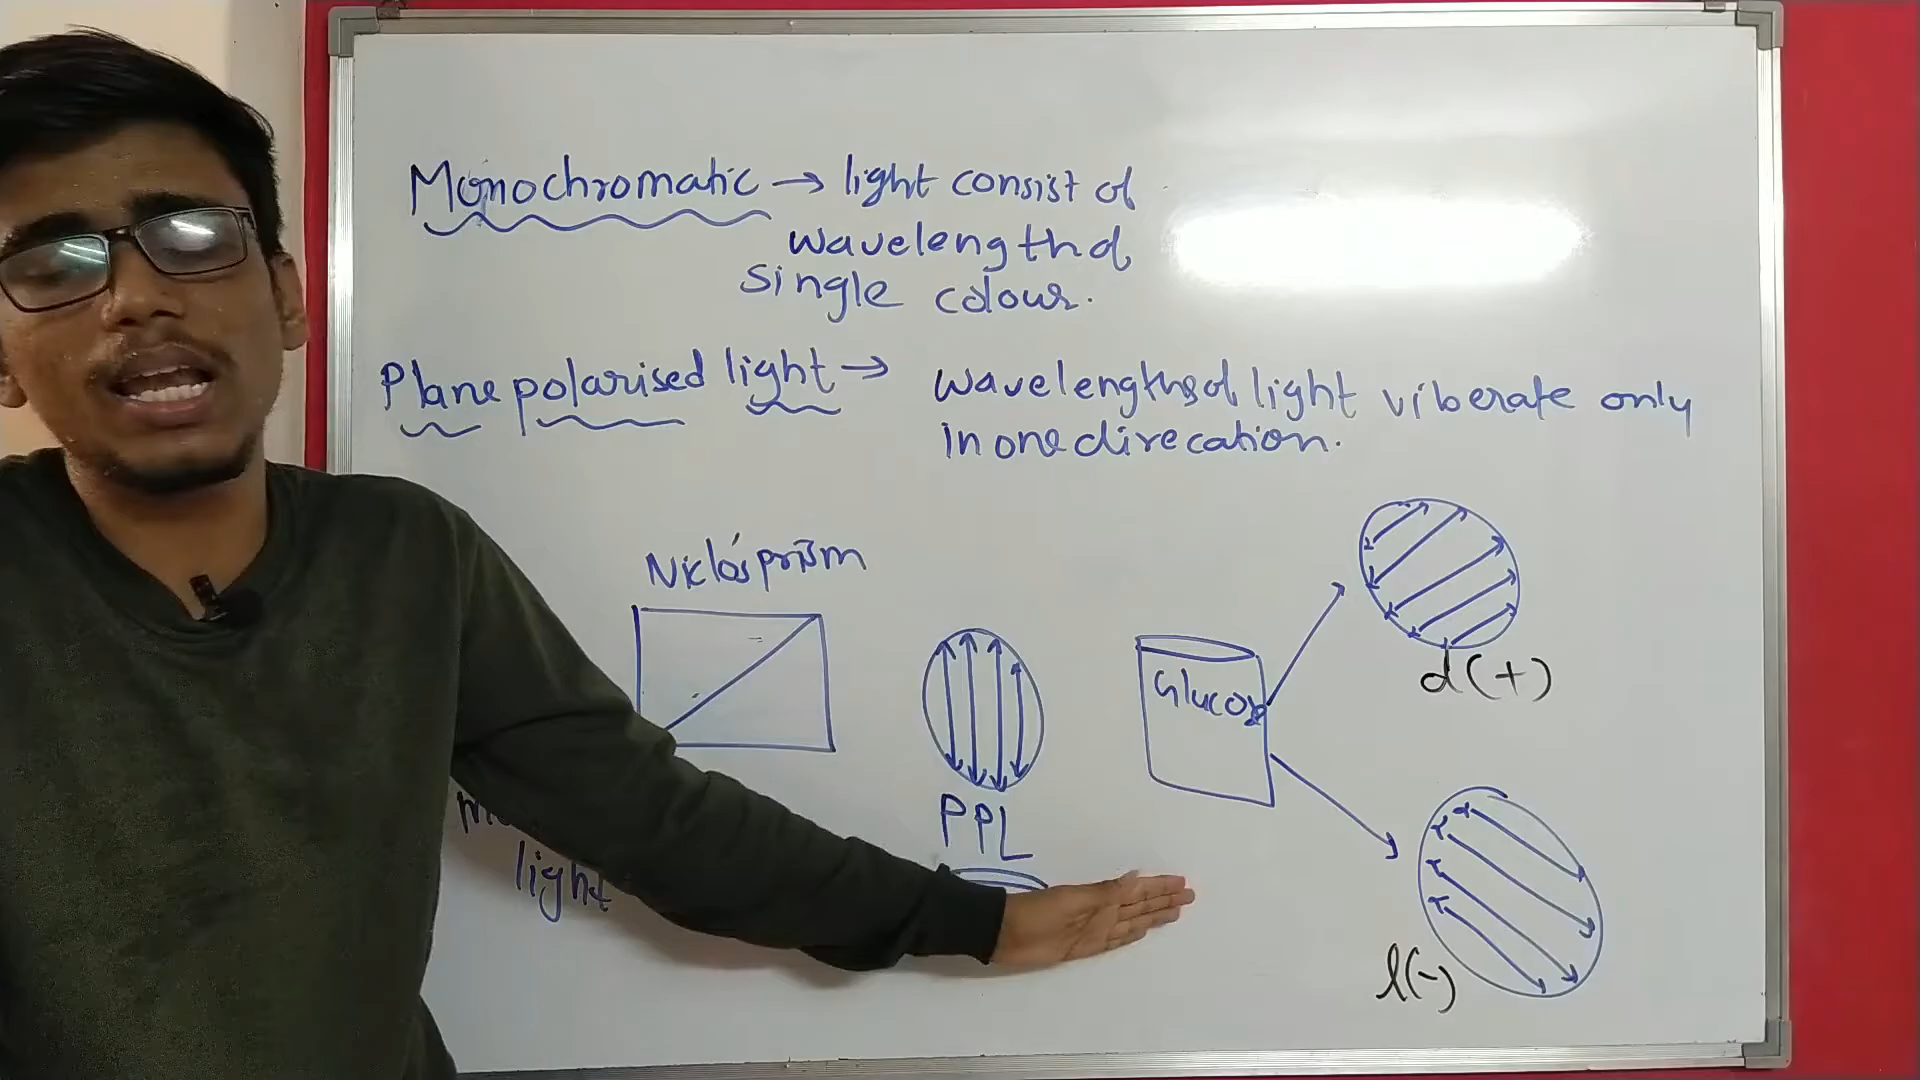 Monochromatic → light consist of
wavelength of
single colour.
Plane polarised light → wavelengths of light viberate only
in one direcation.
Niclo's prism
Glucose
d(+)
PPL
light
l(-)